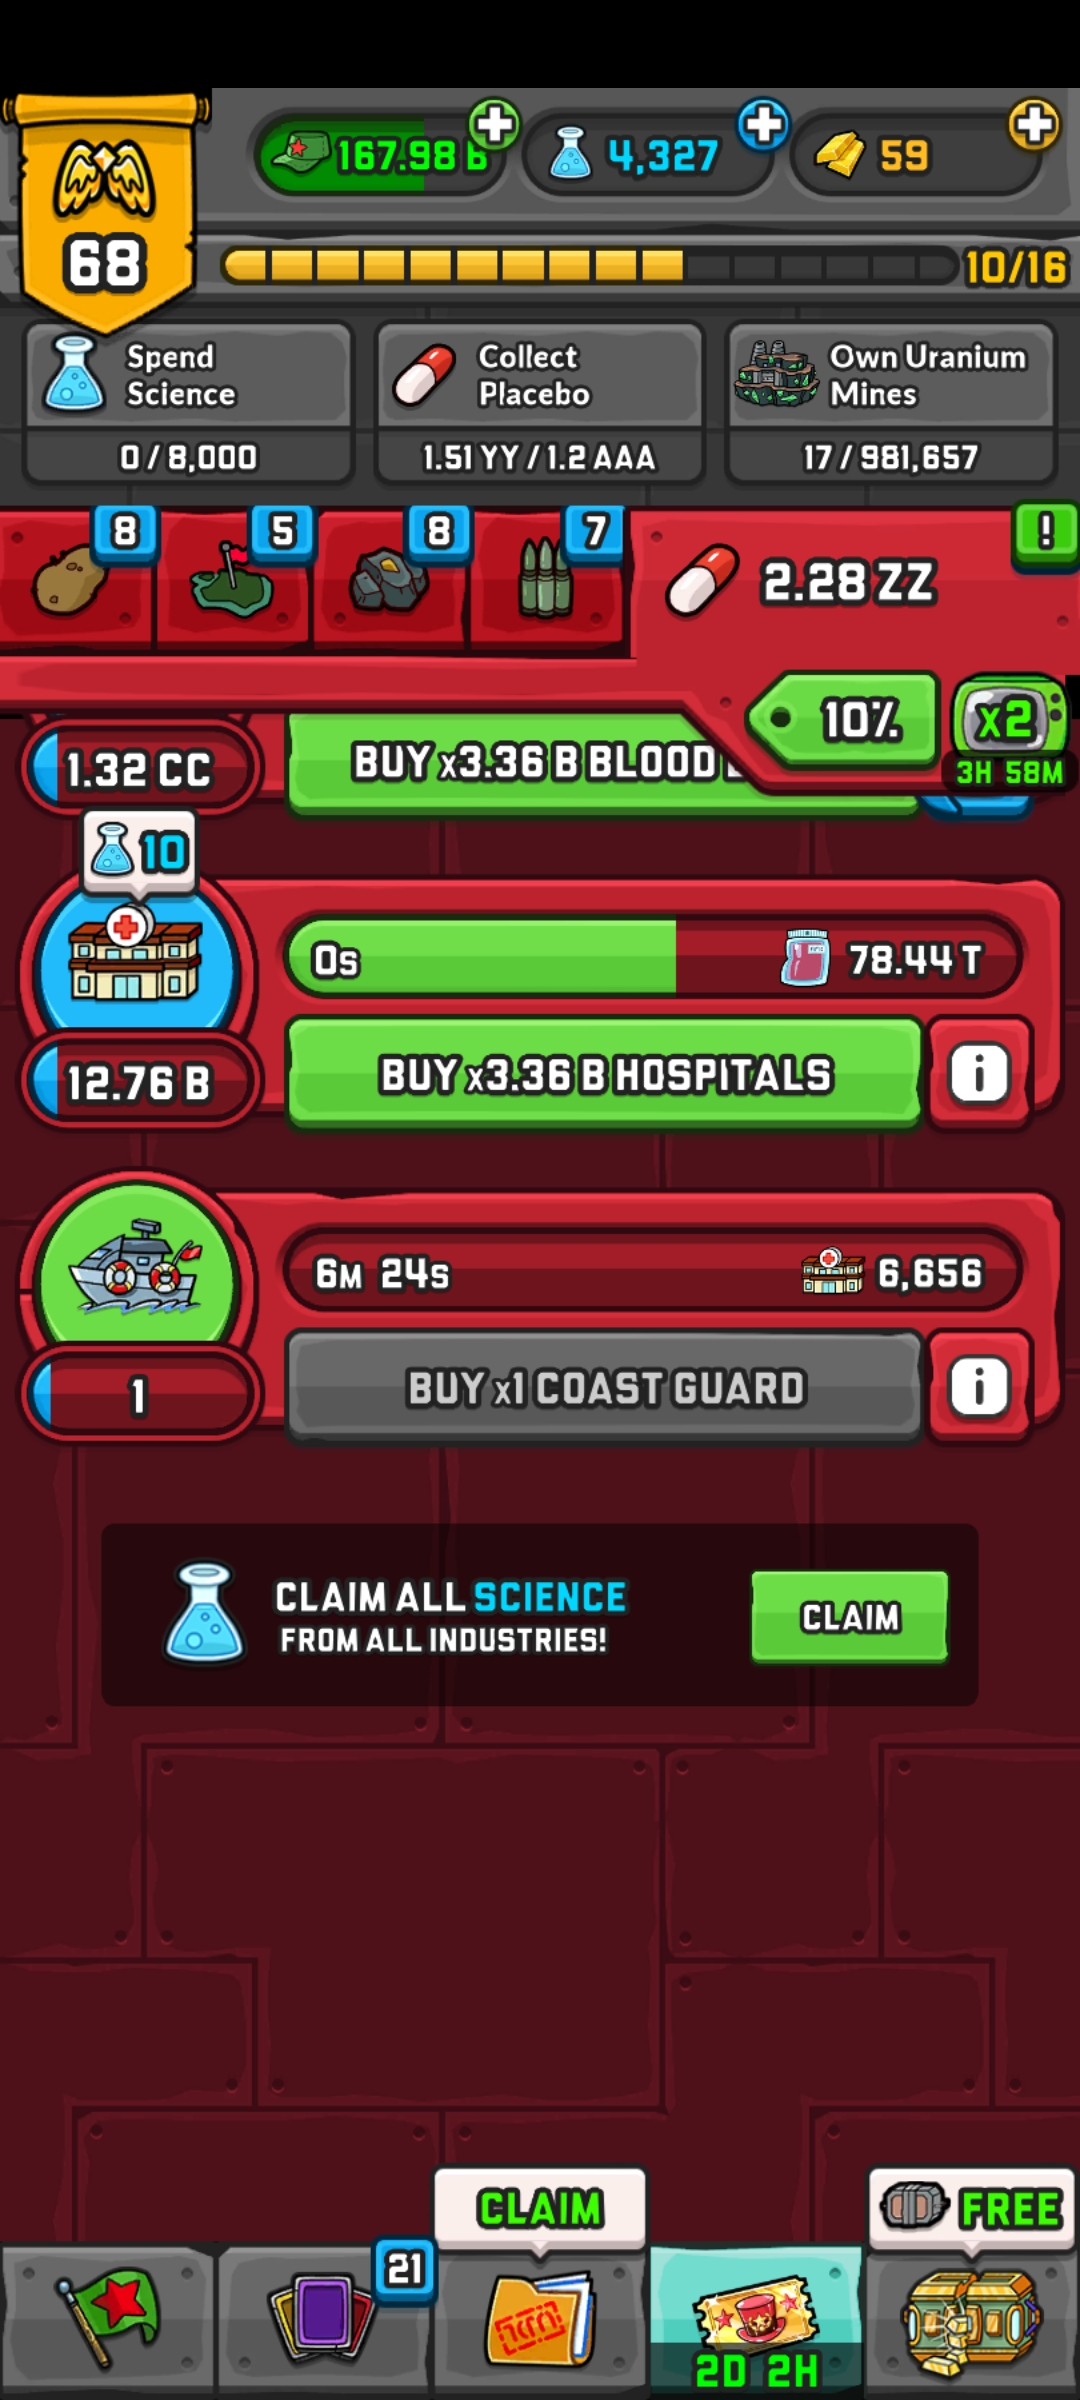 167.98 B
4,327
59
68
10/16
Spend
Science
0 / 8,000
Collect
Placebo
1.51 YY / 1.2 AAA
Own Uranium
Mines
17 / 981,657
8
5
8
7
2.28 ZZ
!
10%
x2
3H 58M
1.32 CC
BUY x3.36 B BLOOD
10
0s
78.44 T
12.76 B
BUY x3.36 B HOSPITALS
i
6M 24s
6,656
1
BUY x1 COAST GUARD
i
CLAIM ALL SCIENCE
FROM ALL INDUSTRIES!
CLAIM
CLAIM
FREE
21
2D 2H